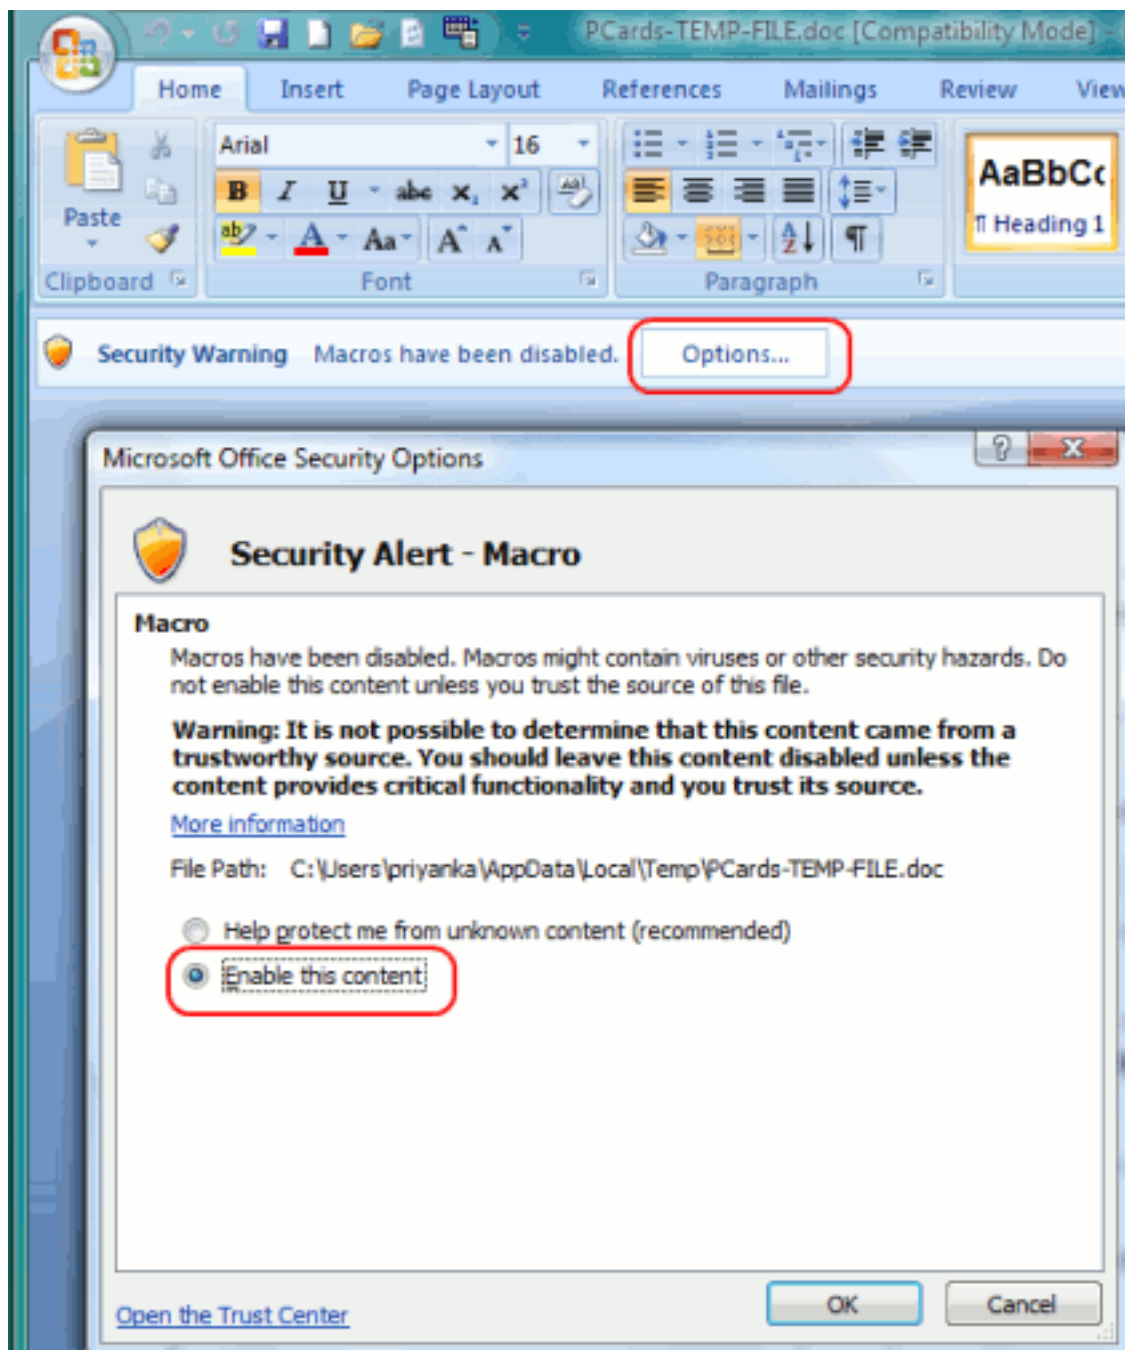 PCards-TEMP-FILE.doc [Compatibility Mode] -
Home Insert Page Layout References Mailings Review View
Paste
Arial 16
B I U abc x, x²
ab A Aa A A
A Z ¶
AaBbCc
¶ Heading 1
Clipboard Font Paragraph
Security Warning Macros have been disabled. Options...
Microsoft Office Security Options
Security Alert - Macro
Macro
Macros have been disabled. Macros might contain viruses or other security hazards. Do
not enable this content unless you trust the source of this file.
Warning: It is not possible to determine that this content came from a
trustworthy source. You should leave this content disabled unless the
content provides critical functionality and you trust its source.
More information
File Path: C:\Users\priyanka\AppData\Local\Temp\PCards-TEMP-FILE.doc
Help protect me from unknown content (recommended)
Enable this content
Open the Trust Center
OK Cancel